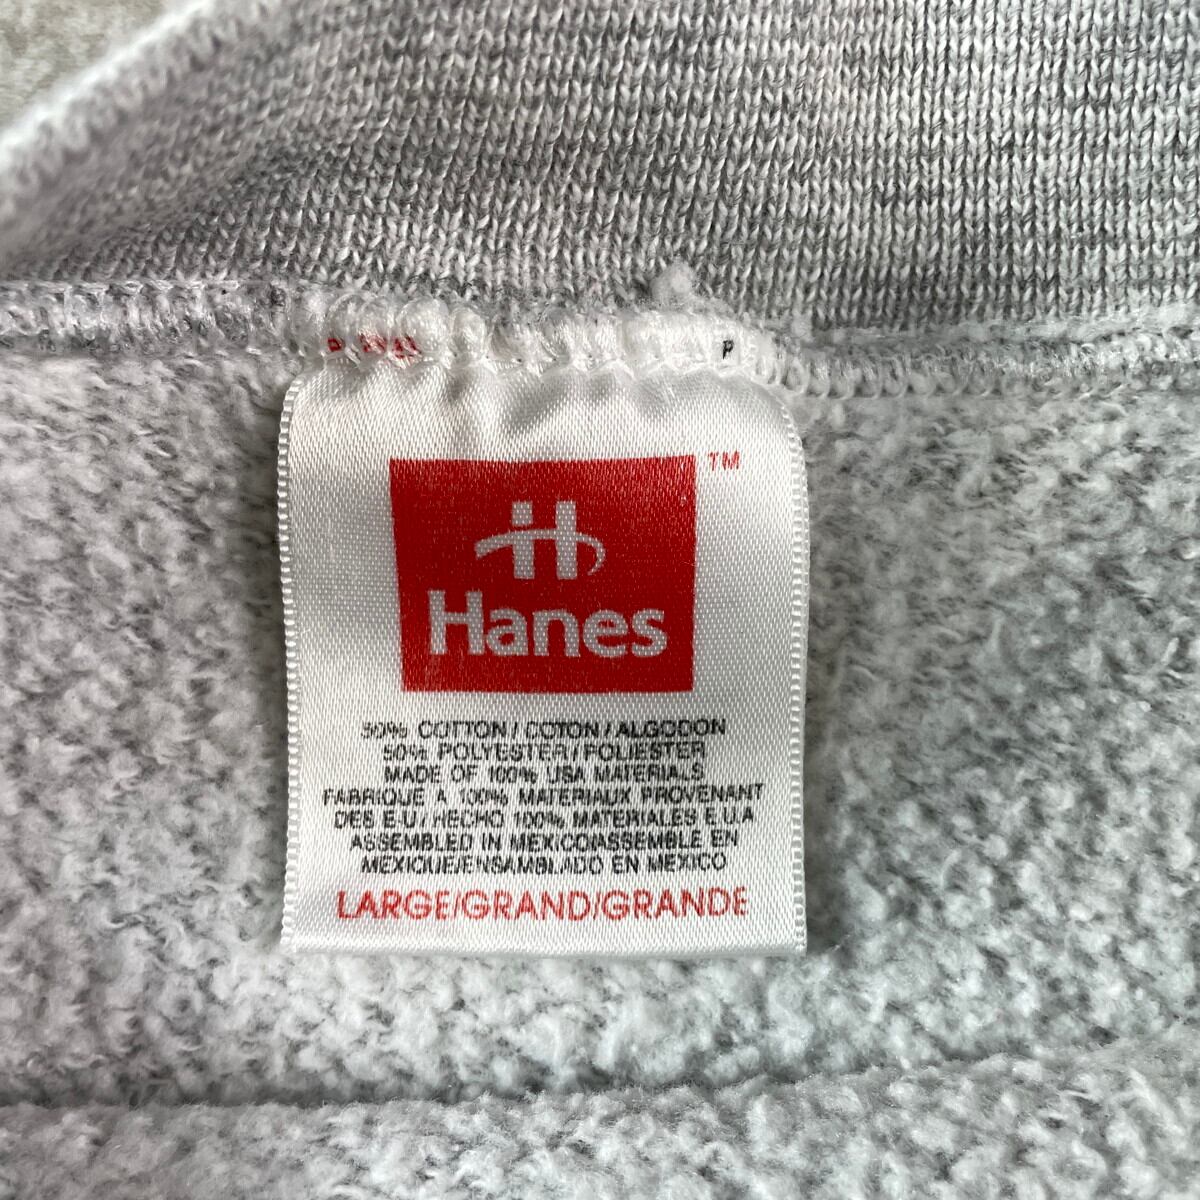 P
TM
H
Hanes
50% COTTON/COTON/ALGODON
50% POLYESTER/POLIESTER
MADE OF 100% USA MATERIALS
FABRIQUE A 100% MATERIAUX PROVENANT
DES E.U./HECHO 100% MATERIALES E.U.A
ASSEMBLED IN MEXICO/ASSEMBLE EN
MEXIQUE/ENSAMBLADO EN MEXICO
LARGE/GRAND/GRANDE